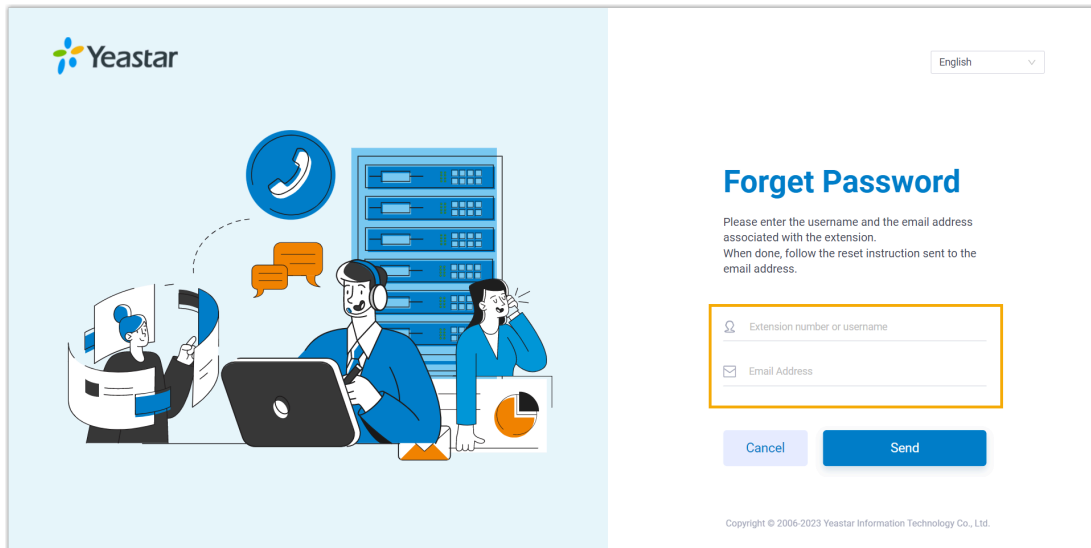 Yeastar
English
Forget Password
Please enter the username and the email address
associated with the extension.
When done, follow the reset instruction sent to the
email address.
Extension number or username
Email Address
Cancel
Send
Copyright © 2006-2023 Yeastar Information Technology Co., Ltd.